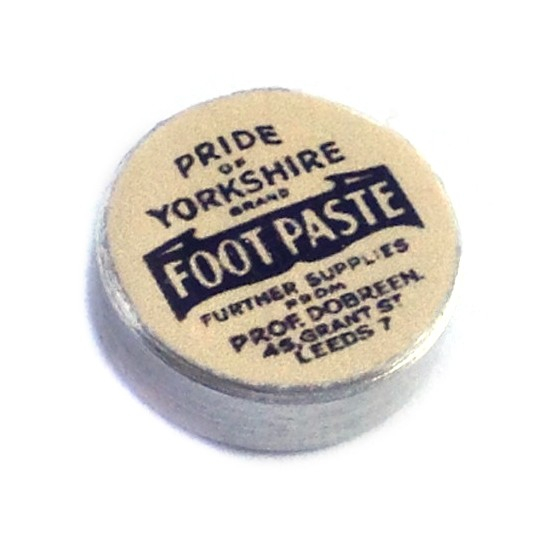 PRIDE
OF
YORKSHIRE
BRAND
FOOT PASTE
FURTHER SUPPLIES
FROM
PROF. DOBREEN.
45, GRANT ST
LEEDS 7